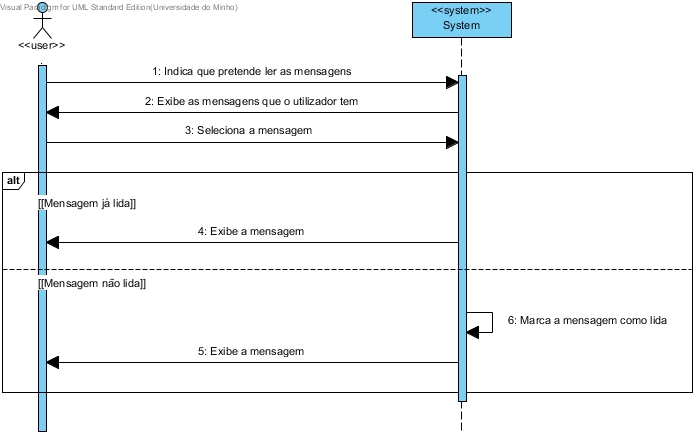 Visual Paradigm for UML Standard Edition(Universidade do Minho)
<<system>>
System
<<user>>
1: Indica que pretende ler as mensagens
2: Exibe as mensagens que o utilizador tem
3: Seleciona a mensagem
alt
[[Mensagem já lida]]
4: Exibe a mensagem
[[Mensagem não lida]]
6: Marca a mensagem como lida
5: Exibe a mensagem